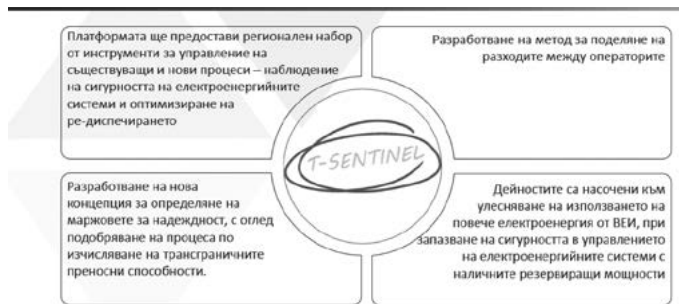 Платформата ще предостави регионален набор
от инструменти за управление на
съществуващи и нови процеси – наблюдение
на сигурността на електроенергийните
системи и оптимизиране на
ре-диспечирането
Разработване на метод за поделяне на
разходите между операторите
T-SENTINEL
Разработване на нова
концепция за определяне на
маржовете за надеждност, с оглед
подобряване на процеса по
изчисляване на трансграничните
преносни способности.
Дейностите са насочени към
улесняване на използването на
повече електроенергия от ВЕИ, при
запазване на сигурността в управлението
на електроенергийните системи с
наличните резервиращи мощности